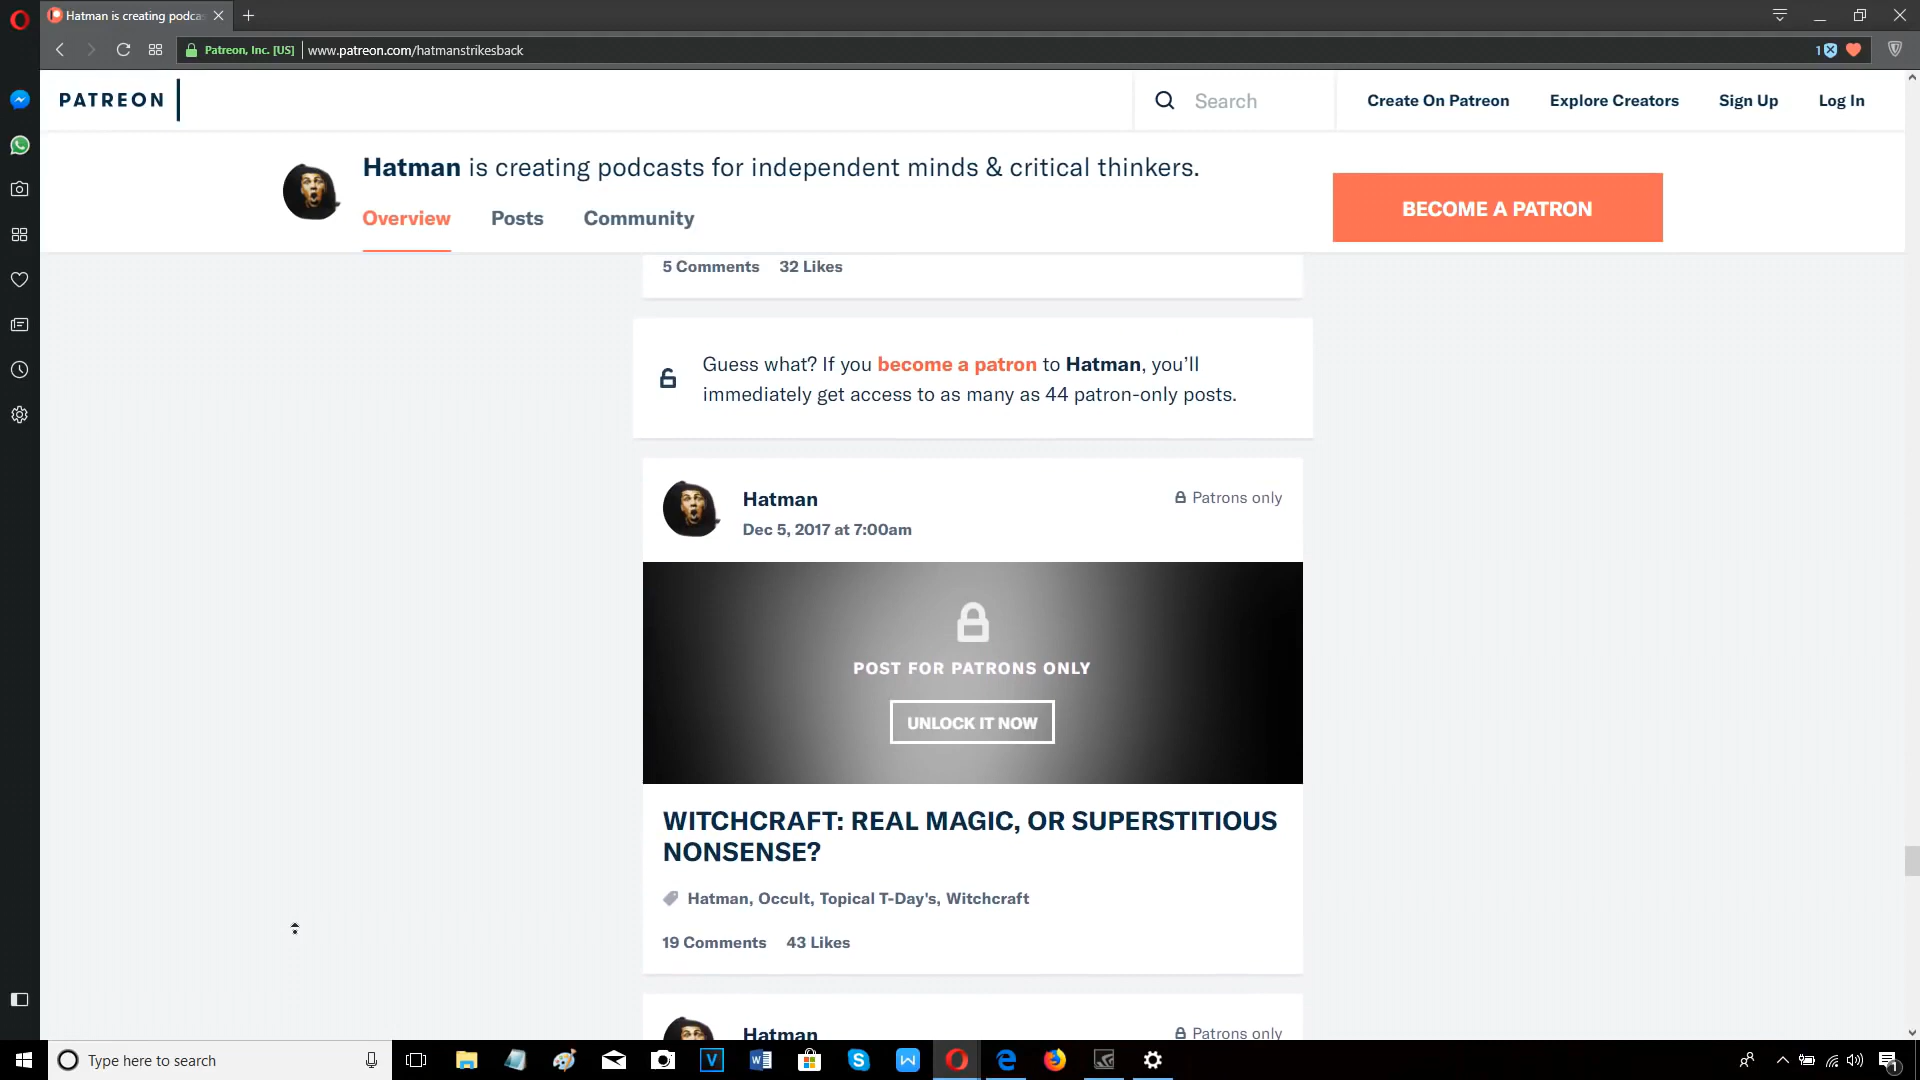 Hatman is creating podca
Patreon, Inc. [US] www.patreon.com/hatmanstrikesback
1
PATREON
Search
Create On Patreon
Explore Creators
Sign Up
Log In
Hatman is creating podcasts for independent minds & critical thinkers.
BECOME A PATRON
Overview Posts Community
5 Comments 32 Likes
Guess what? If you become a patron to Hatman, you'll
immediately get access to as many as 44 patron-only posts.
Hatman
Patrons only
Dec 5, 2017 at 7:00am
POST FOR PATRONS ONLY
UNLOCK IT NOW
WITCHCRAFT: REAL MAGIC, OR SUPERSTITIOUS
NONSENSE?
Hatman, Occult, Topical T-Day's, Witchcraft
19 Comments 43 Likes
Hatman
Patrons only
Type here to search
1